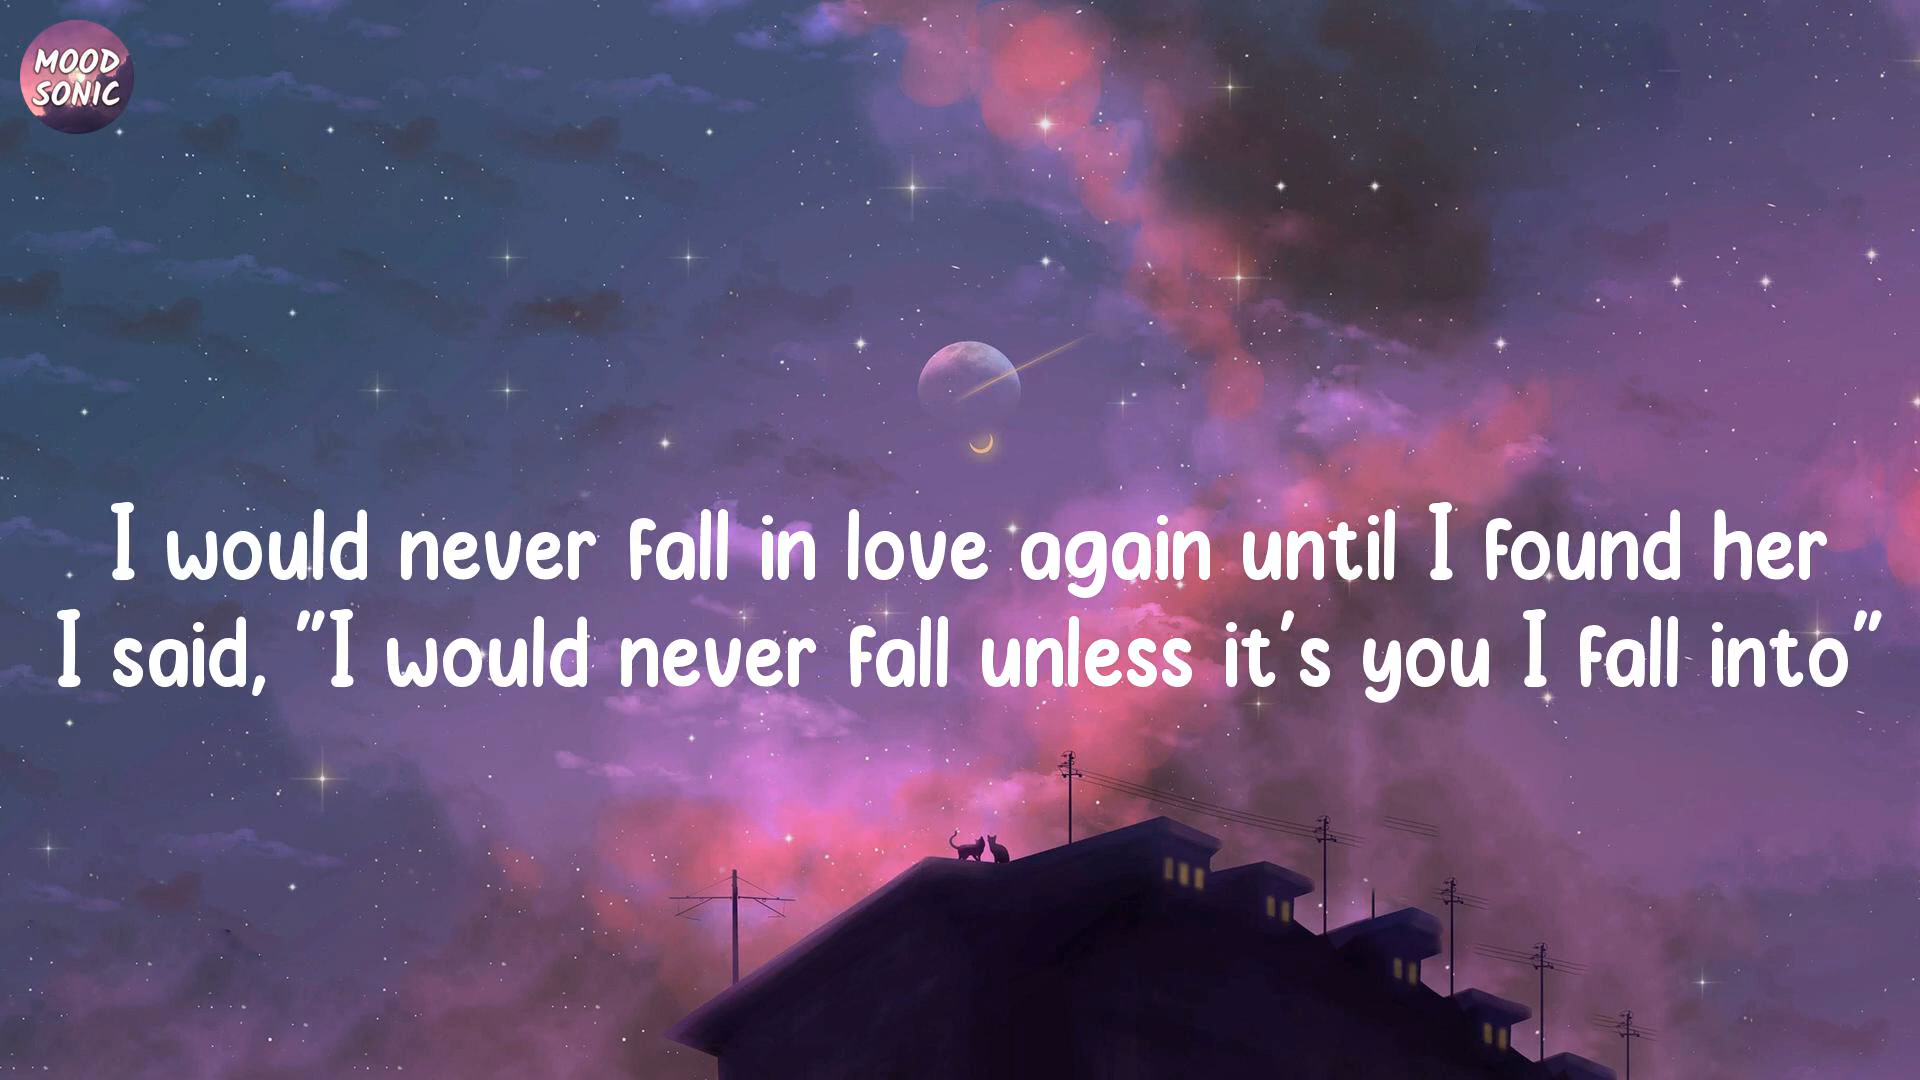 MOOD
SONIC
I would never fall in love again until I found her
I said, "I would never fall unless it's you I fall into"